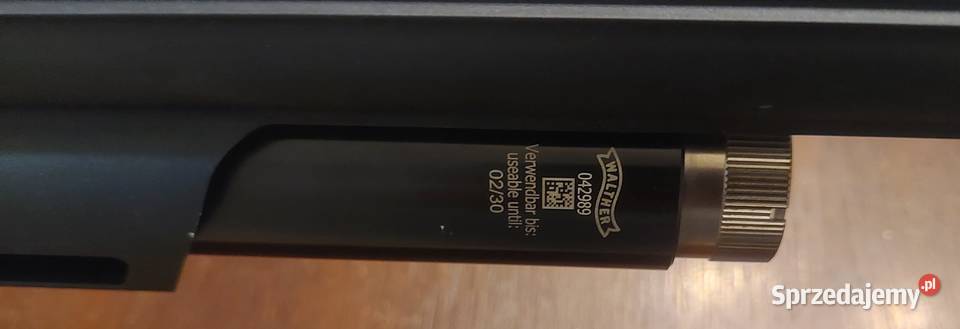 WALTHER
042989
Verwendbar bis:
useable until:
02/30
Sprzedajemy.pl